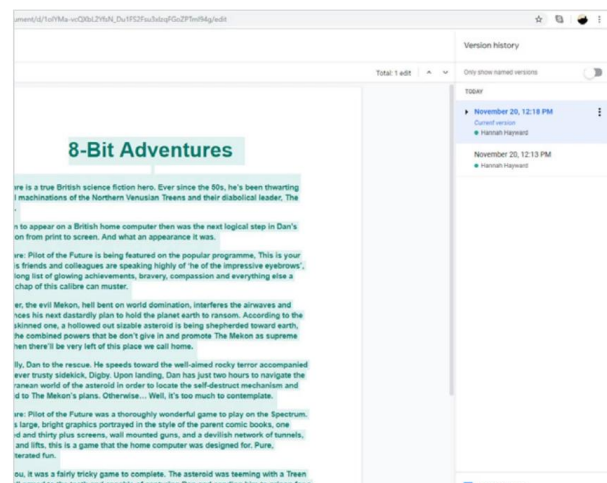 Version history
Total: 1 edit
Only show named versions
TODAY
November 20, 12:18 PM
Current version
Hannah Hayward
November 20, 12:13 PM
Hannah Hayward
8-Bit Adventures
re is a true British science fiction hero. Ever since the 50s, he's been thwarting
l machinations of the Northern Venusian Treens and their diabolical leader, The
n to appear on a British home computer then was the next logical step in Dan's
on from print to screen. And what an appearance it was.
re: Pilot of the Future is being featured on the popular programme, This is your
is friends and colleagues are speaking highly of 'he of the impressive eyebrows',
long list of glowing achievements, bravery, compassion and everything else a
chap of this calibre can muster.
er, the evil Mekon, hell bent on world domination, interferes the airwaves and
nces his next dastardly plan to hold the planet earth to ransom. According to the
skinned one, a hollowed out sizable asteroid is being shepherded toward earth,
the combined powers that be don't give in and promote The Mekon as supreme
hen there'll be very left of this place we call home.
lly, Dan to the rescue. He speeds toward the well-aimed rocky terror accompanied
ever trusty sidekick, Digby. Upon landing, Dan has just two hours to navigate the
ranean world of the asteroid in order to locate the self-destruct mechanism and
d to The Mekon's plans. Otherwise… Well, it's too much to contemplate.
re: Pilot of the Future was a thoroughly wonderful game to play on the Spectrum.
s large, bright graphics portrayed in the style of the parent comic books, one
ed and thirty plus screens, wall mounted guns, and a devilish network of tunnels,
and lifts, this is a game that the home computer was designed for. Pure,
terated fun.
ou, it was a fairly tricky game to complete. The asteroid was teeming with a Treen